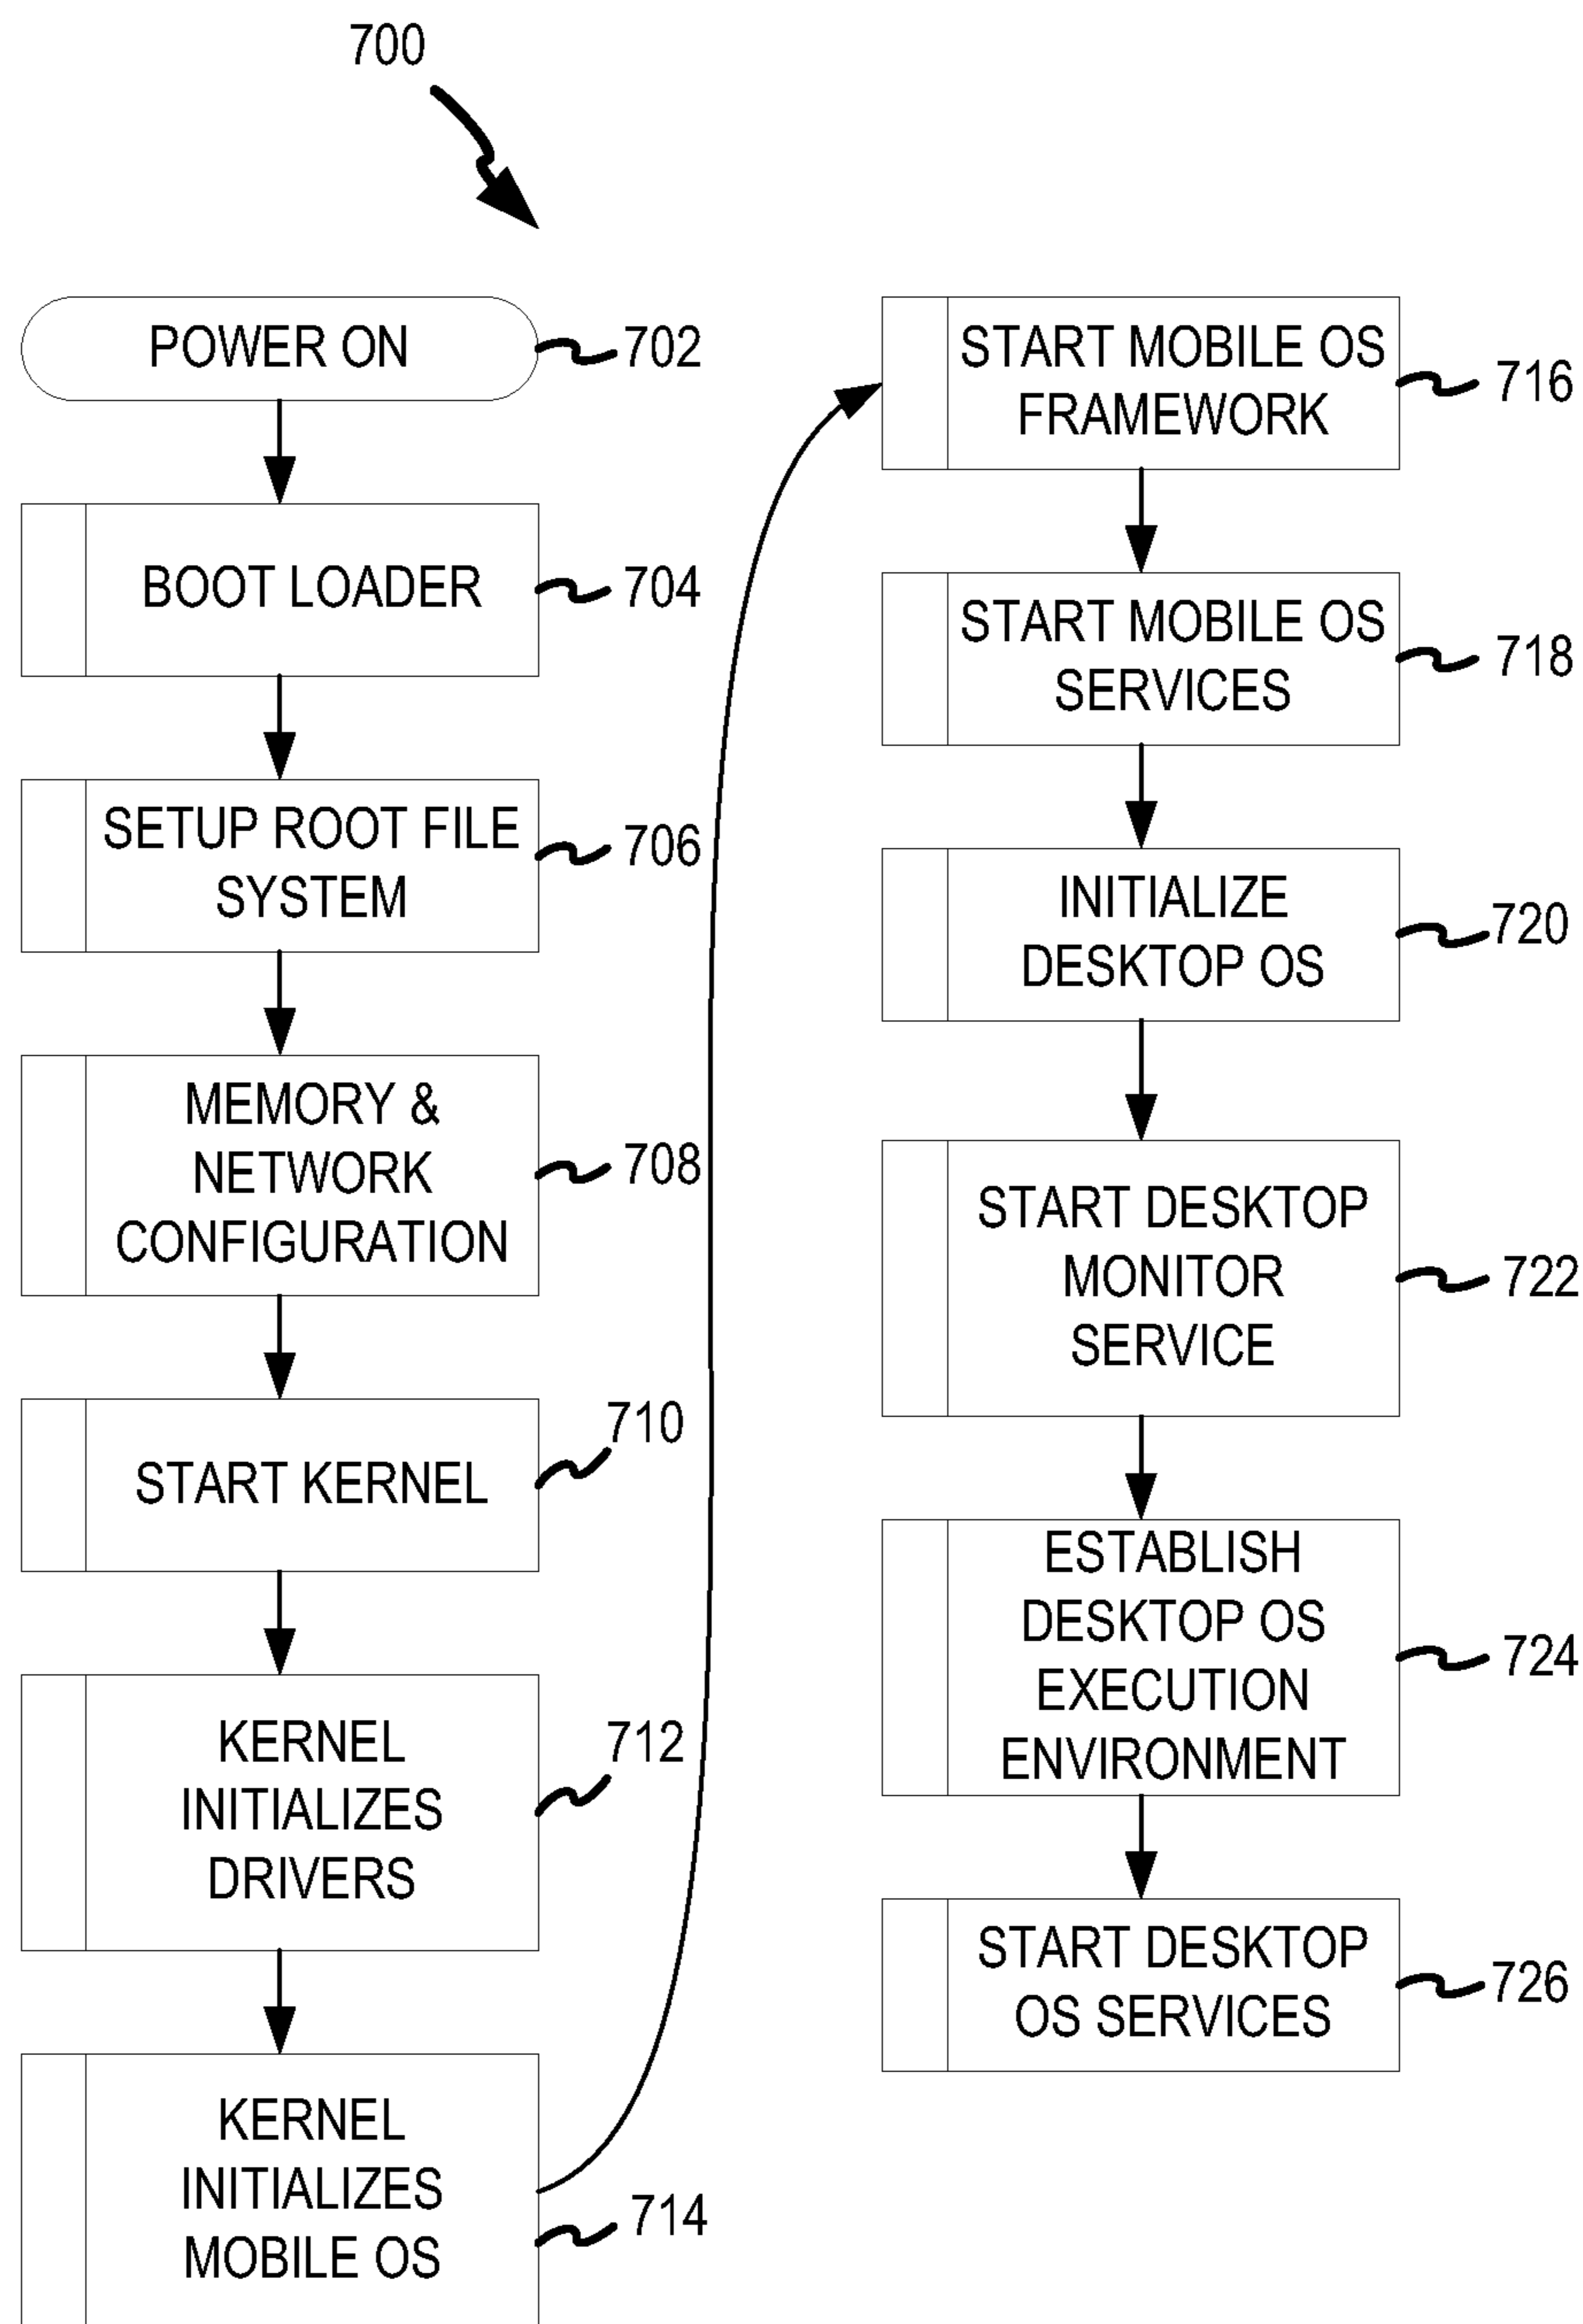 700
POWER ON
702
BOOT LOADER
704
SETUP ROOT FILE
SYSTEM
706
MEMORY &
NETWORK
CONFIGURATION
708
START KERNEL
710
KERNEL
INITIALIZES
DRIVERS
712
KERNEL
INITIALIZES
MOBILE OS
714
START MOBILE OS
FRAMEWORK
716
START MOBILE OS
SERVICES
718
INITIALIZE
DESKTOP OS
720
START DESKTOP
MONITOR
SERVICE
722
ESTABLISH
DESKTOP OS
EXECUTION
ENVIRONMENT
724
START DESKTOP
OS SERVICES
726